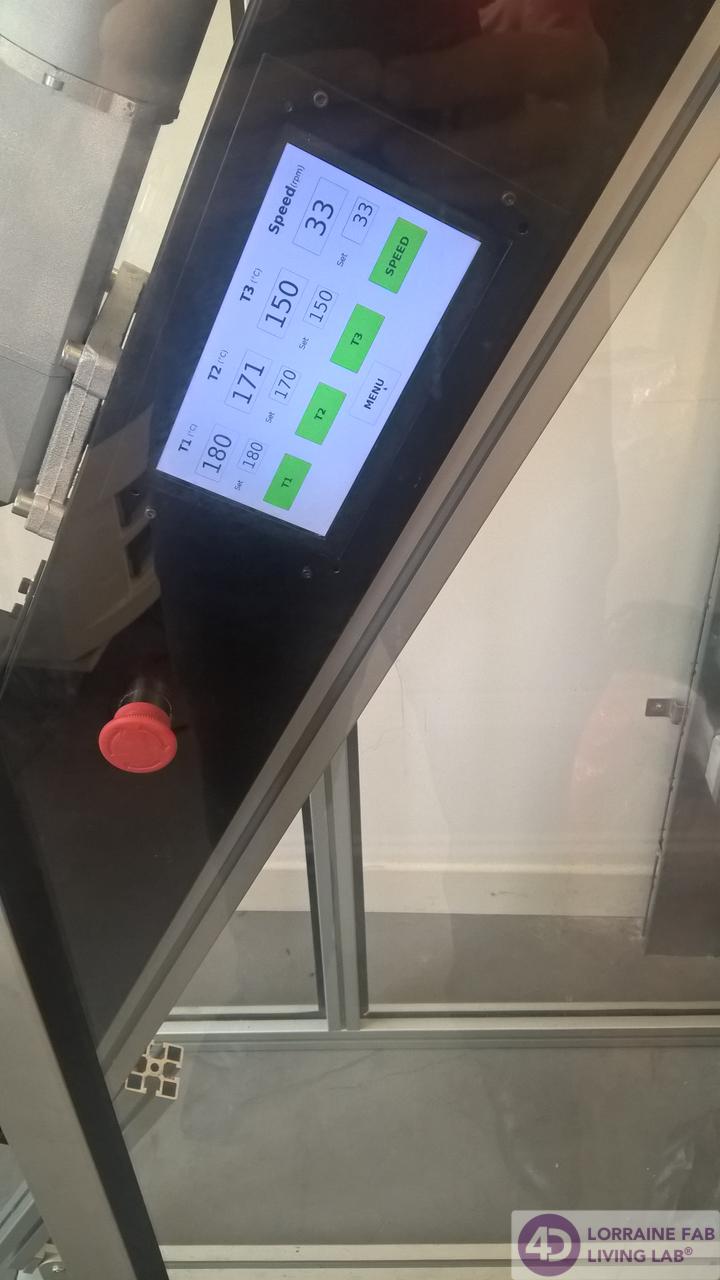 T1 (°C) T2 (°C) T3 (°C) Speed(rpm)
180 171 150 33
Set 180 Set 170 Set 150 Set 33
T1 T2 T3 SPEED
MENU
4D LORRAINE FAB
LIVING LAB®